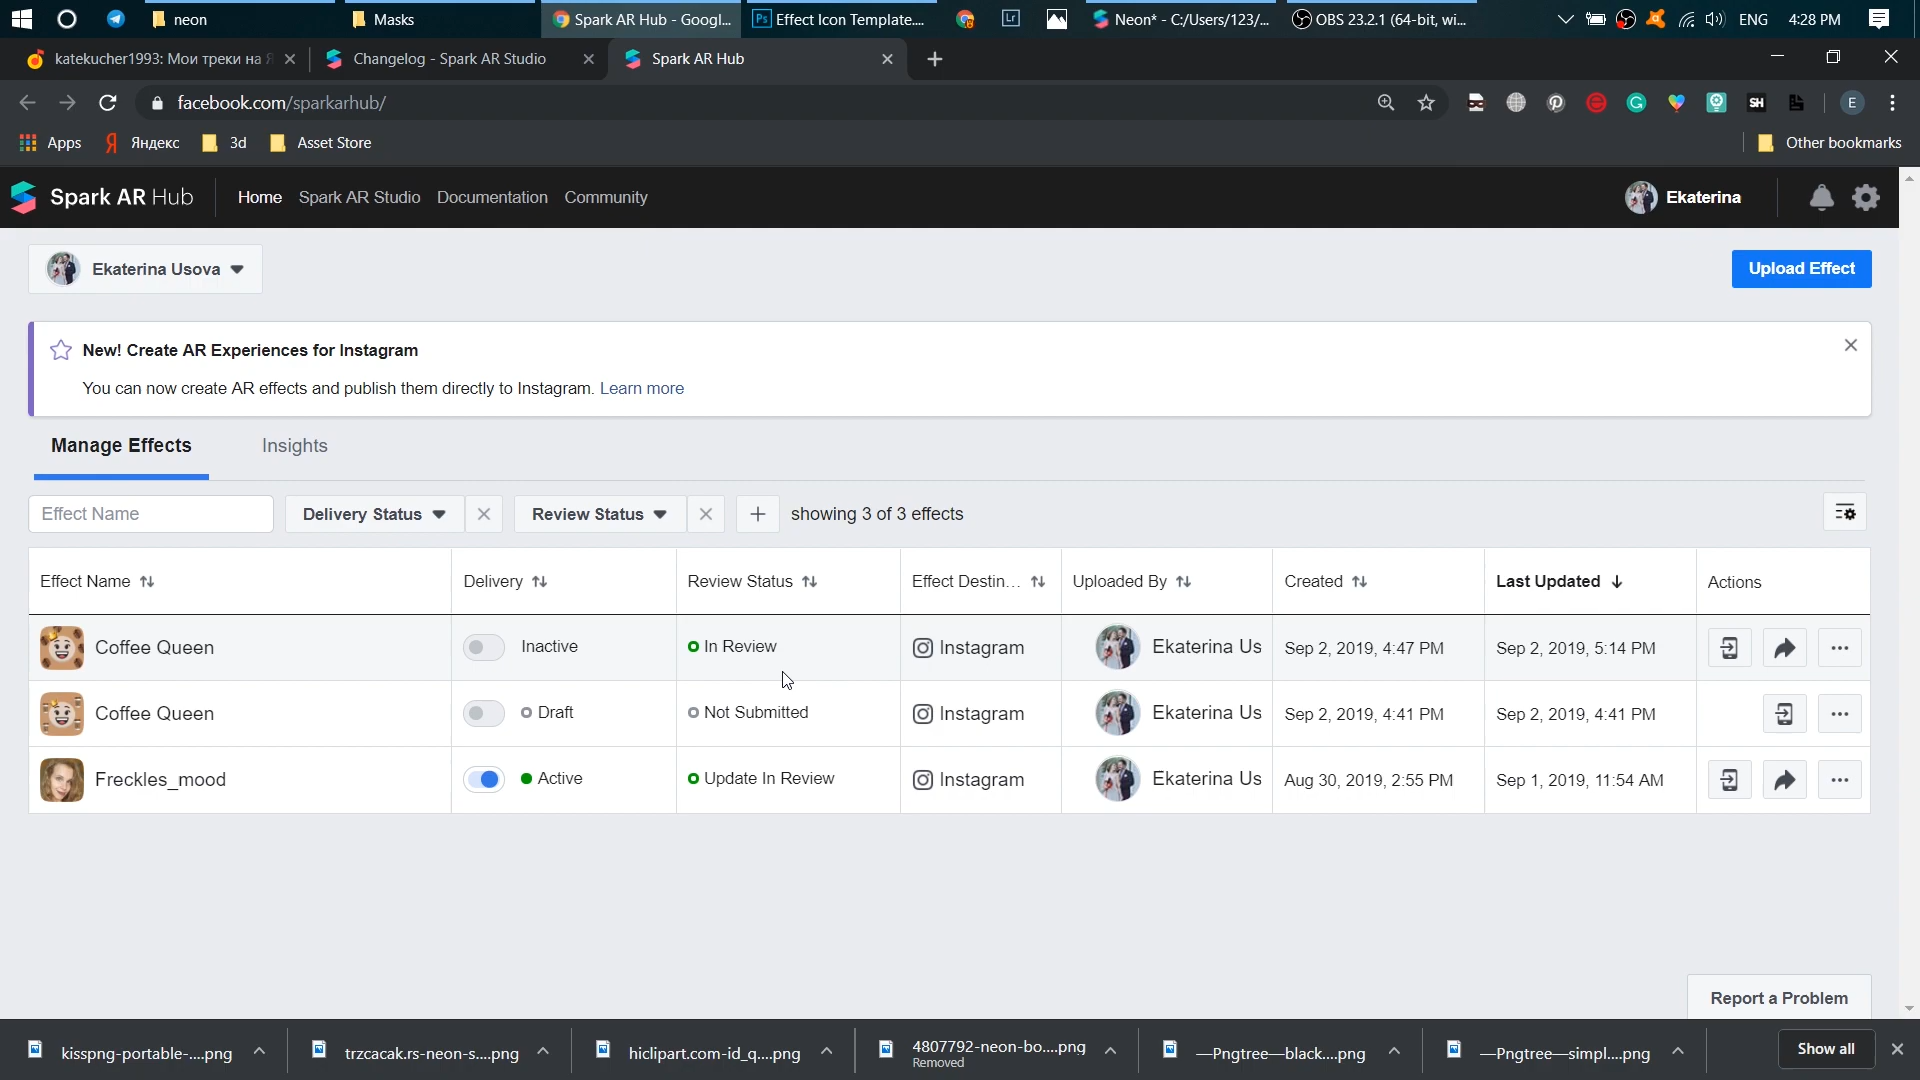 neon Masks Spark AR Hub - Googl... Effect Icon Template.... Neon* - C:/Users/123/... OBS 23.2.1 (64-bit, wi... ENG 4:28 PM
katekucher1993: Мои треки на Changelog - Spark AR Studio Spark AR Hub
facebook.com/sparkarhub/ SH E
Apps Яндекс 3d Asset Store Other bookmarks
Spark AR Hub Home Spark AR Studio Documentation Community Ekaterina
Ekaterina Usova Upload Effect
New! Create AR Experiences for Instagram
You can now create AR effects and publish them directly to Instagram. Learn more
Manage Effects Insights
Effect Name Delivery Status Review Status + showing 3 of 3 effects
Effect Name Delivery Review Status Effect Destin... Uploaded By Created Last Updated Actions
Coffee Queen Inactive In Review Instagram Ekaterina Us Sep 2, 2019, 4:47 PM Sep 2, 2019, 5:14 PM
Coffee Queen Draft Not Submitted Instagram Ekaterina Us Sep 2, 2019, 4:41 PM Sep 2, 2019, 4:41 PM
Freckles_mood Active Update In Review Instagram Ekaterina Us Aug 30, 2019, 2:55 PM Sep 1, 2019, 11:54 AM
Report a Problem
kisspng-portable-....png trzcacak.rs-neon-s....png hiclipart.com-id_q....png 4807792-neon-bo....png —Pngtree—black....png —Pngtree—simpl....png Show all
Removed